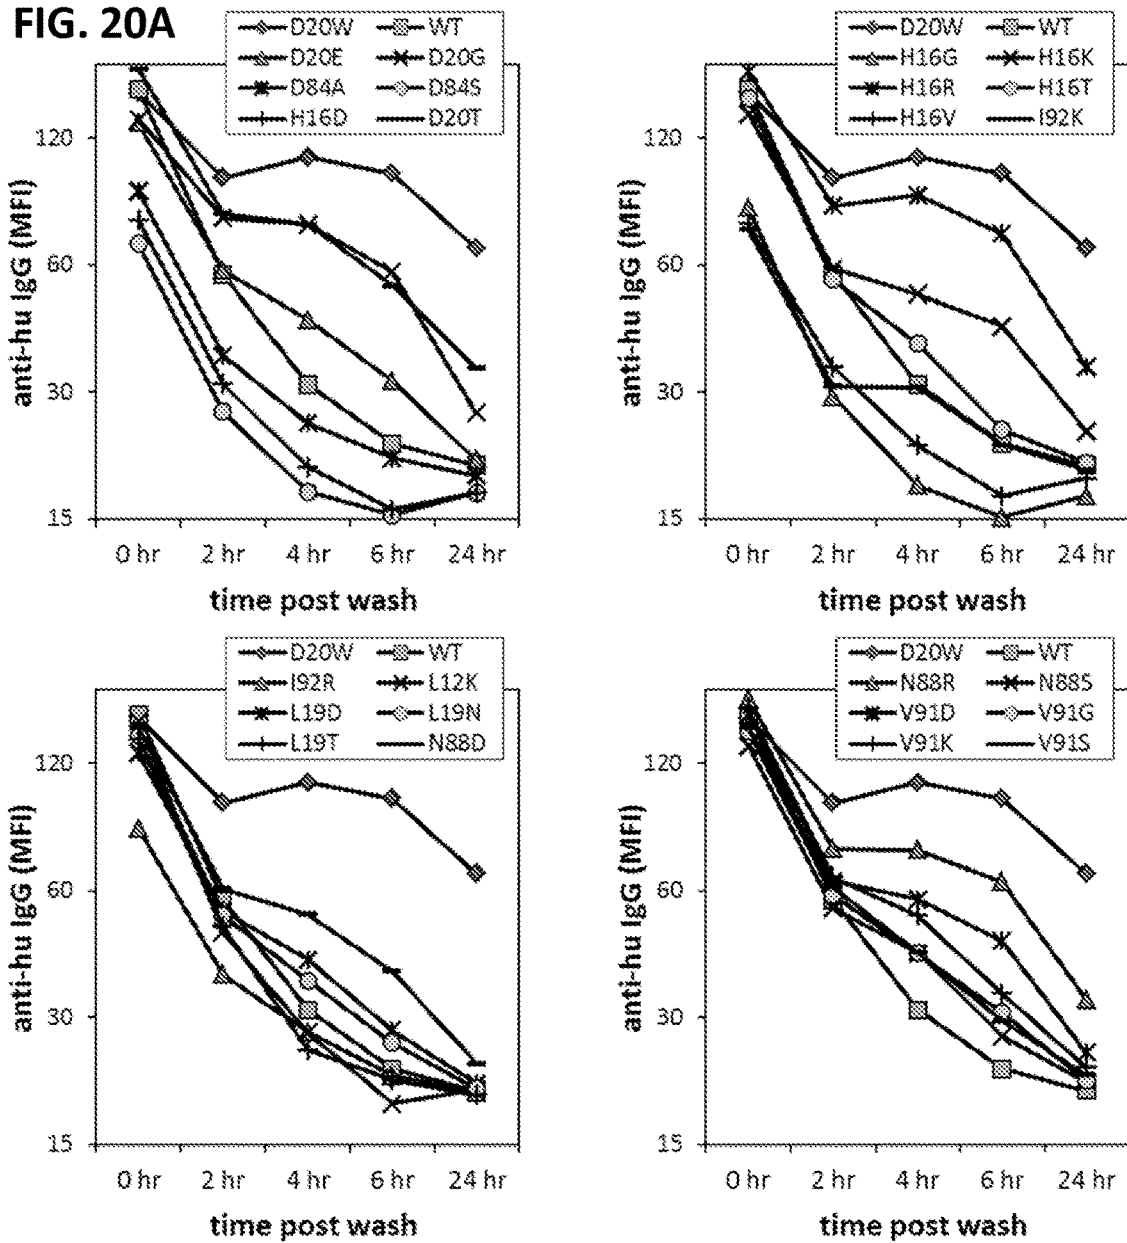 FIG. 20A
D20W WT
D20E D20G
D84A D84S
H16D D20T
120
60
30
15
anti-hu IgG (MFI)
0 hr 2 hr 4 hr 6 hr 24 hr
time post wash
D20W WT
H16G H16K
H16R H16T
H16V I92K
120
60
30
15
anti-hu IgG (MFI)
0 hr 2 hr 4 hr 6 hr 24 hr
time post wash
D20W WT
I92R L12K
L19D L19N
L19T N88D
120
60
30
15
anti-hu IgG (MFI)
0 hr 2 hr 4 hr 6 hr 24 hr
time post wash
D20W WT
N88R N88S
V91D V91G
V91K V91S
120
60
30
15
anti-hu IgG (MFI)
0 hr 2 hr 4 hr 6 hr 24 hr
time post wash